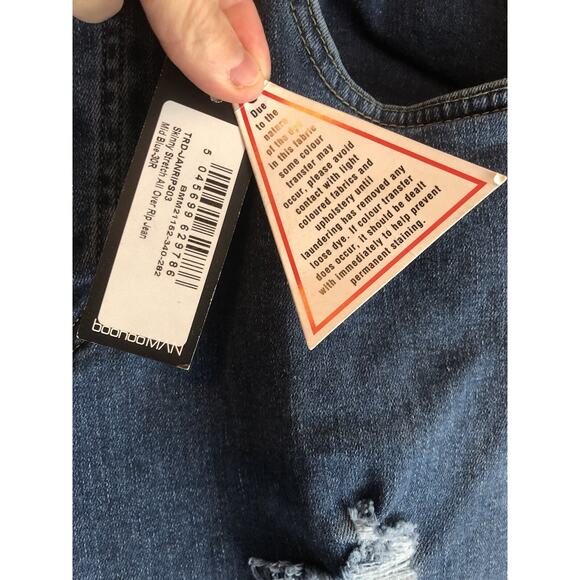 TRD-JANRIPS03
BMM21162-340-282
Skinny Stretch All Over Rip Jean
Mid Blue-30R
5 045699 629786
boohooMAN
Due
to the
nature
of the dye
in this fabric
some colour
transfer may
occur, please avoid
contact with light
coloured fabrics and
upholstery until
laundering has removed any
loose dye. If colour transfer
does occur, it should be dealt
with immediately to help prevent
permanent staining.